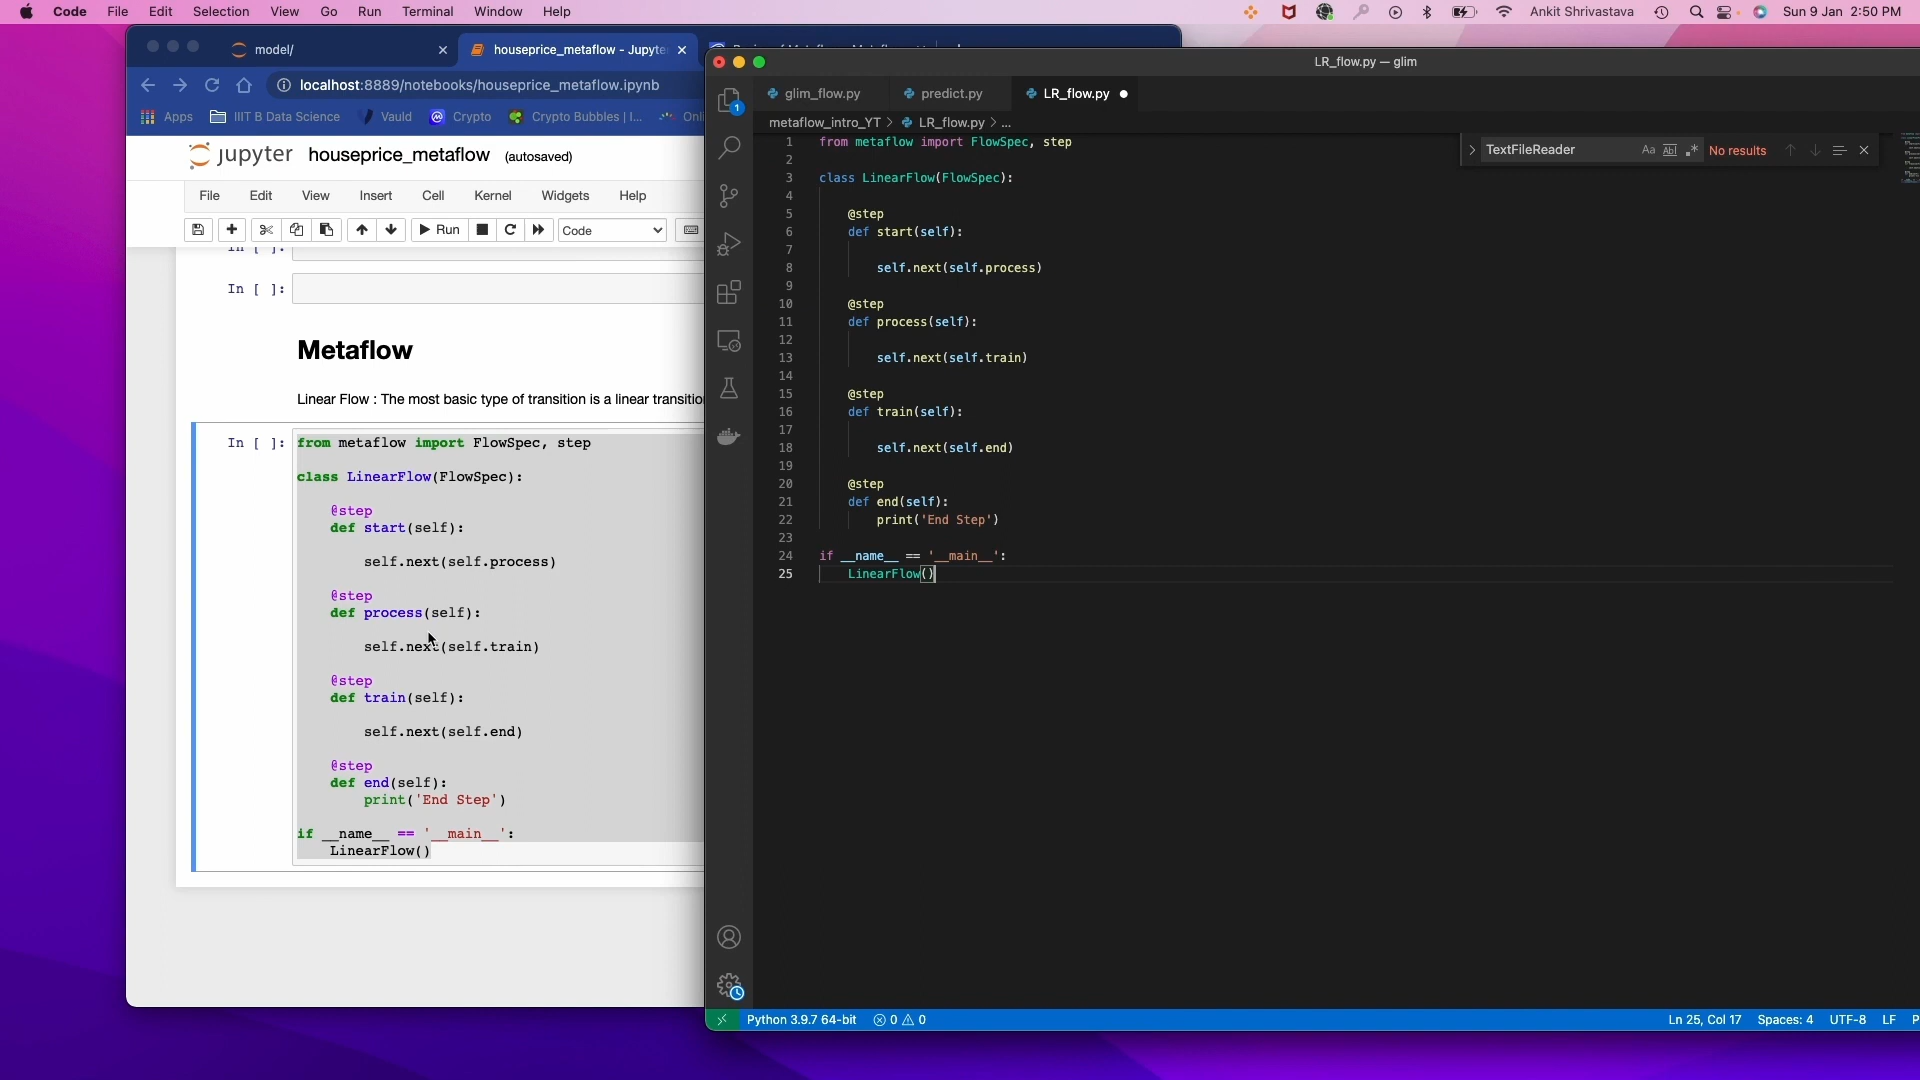 Code File Edit Selection View Go Run Terminal Window Help
Ankit Shrivastava Sun 9 Jan 2:50 PM
model/
houseprice_metaflow - Jupyte
localhost:8889/notebooks/houseprice_metaflow.ipynb
Apps IIIT B Data Science Vauld Crypto Crypto Bubbles | I... Onli
jupyter houseprice_metaflow (autosaved)
File Edit View Insert Cell Kernel Widgets Help
Run Code
In [ ]:
In [ ]:
Metaflow
Linear Flow : The most basic type of transition is a linear transitio
In [ ]:
from metaflow import FlowSpec, step
class LinearFlow(FlowSpec):
@step
def start(self):
self.next(self.process)
@step
def process(self):
self.next(self.train)
@step
def train(self):
self.next(self.end)
@step
def end(self):
print('End Step')
if __name__ == '__main__':
LinearFlow()
LR_flow.py — glim
glim_flow.py predict.py LR_flow.py
metaflow_intro_YT > LR_flow.py > ...
TextFileReader Aa Abl .* No results
1 from metaflow import FlowSpec, step
2
3 class LinearFlow(FlowSpec):
4
5 @step
6 def start(self):
7
8 self.next(self.process)
9
10 @step
11 def process(self):
12
13 self.next(self.train)
14
15 @step
16 def train(self):
17
18 self.next(self.end)
19
20 @step
21 def end(self):
22 print('End Step')
23
24 if __name__ == '__main__':
25 LinearFlow()
1
Python 3.9.7 64-bit 0 0 Ln 25, Col 17 Spaces: 4 UTF-8 LF P